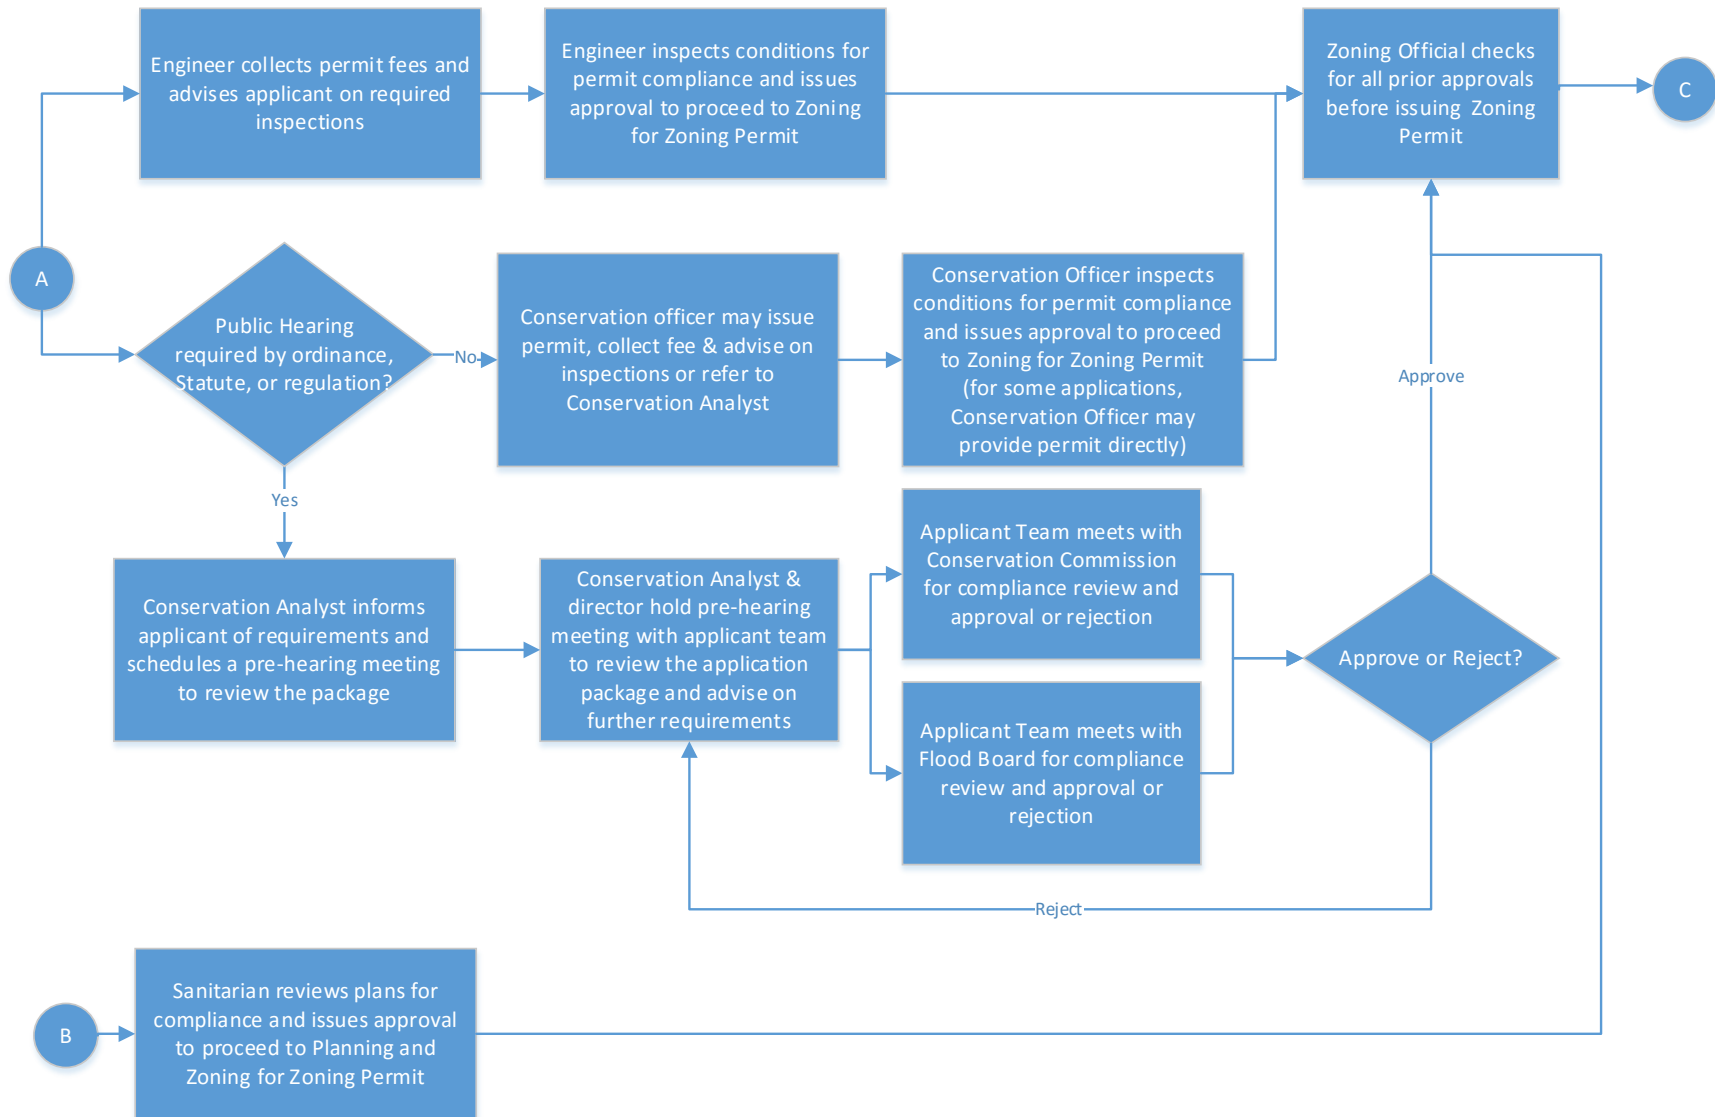 Engineer collects permit fees and
advises applicant on required
inspections
Engineer inspects conditions for
permit compliance and issues
approval to proceed to Zoning
for Zoning Permit
Zoning Official checks
for all prior approvals
before issuing Zoning
Permit
C
A
Public Hearing
required by ordinance,
Statute, or regulation?
No
Conservation officer may issue
permit, collect fee & advise on
inspections or refer to
Conservation Analyst
Conservation Officer inspects
conditions for permit compliance
and issues approval to proceed
to Zoning for Zoning Permit
(for some applications,
Conservation Officer may
provide permit directly)
Approve
Yes
Conservation Analyst informs
applicant of requirements and
schedules a pre-hearing meeting
to review the package
Conservation Analyst &
director hold pre-hearing
meeting with applicant team
to review the application
package and advise on
further requirements
Applicant Team meets with
Conservation Commission
for compliance review and
approval or rejection
Applicant Team meets with
Flood Board for compliance
review and approval or
rejection
Approve or Reject?
Reject
B
Sanitarian reviews plans for
compliance and issues approval
to proceed to Planning and
Zoning for Zoning Permit